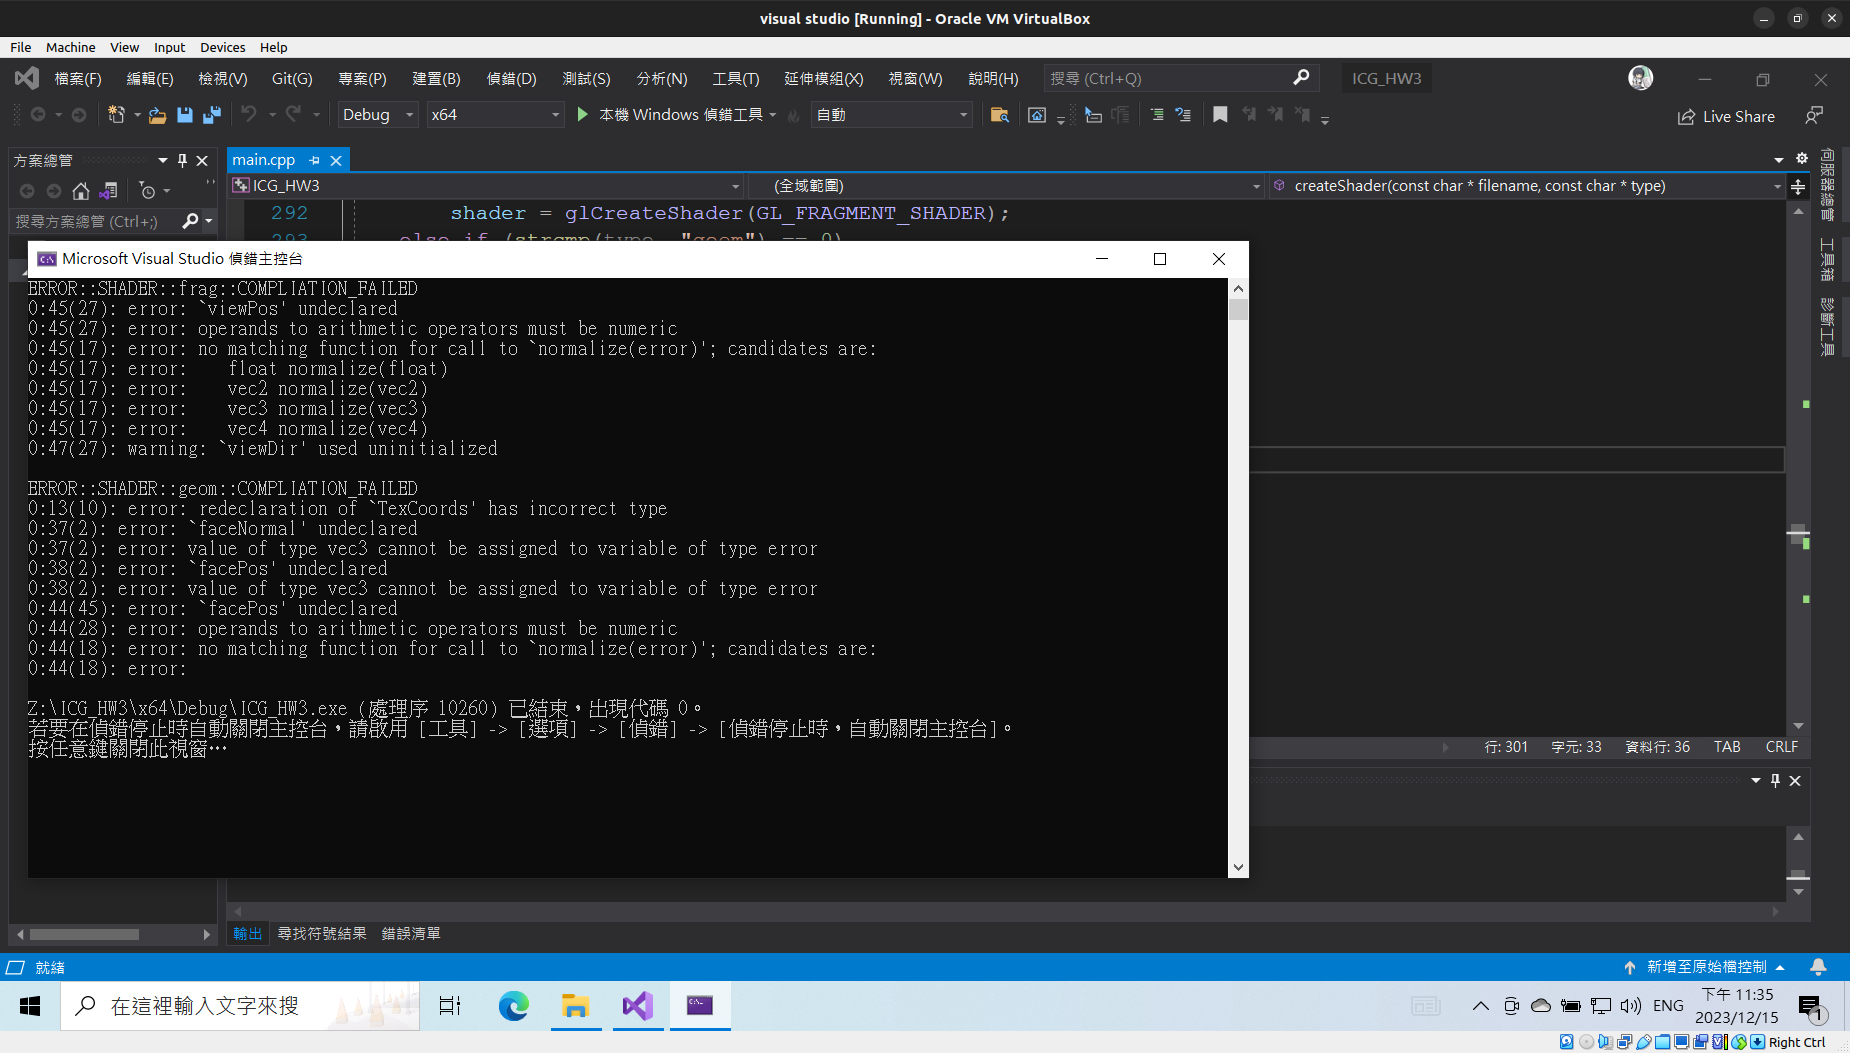 visual studio [Running] - Oracle VM VirtualBox
File Machine View Input Devices Help
檔案(F) 編輯(E) 檢視(V) Git(G) 專案(P) 建置(B) 偵錯(D) 測試(S) 分析(N) 工具(T) 延伸模組(X) 視窗(W) 說明(H) 搜尋 (Ctrl+Q) ICG_HW3
Debug x64 本機 Windows 偵錯工具 自動 Live Share
方案總管
main.cpp
ICG_HW3 (全域範圍) createShader(const char * filename, const char * type)
搜尋方案總管 (Ctrl+;)
292 shader = glCreateShader(GL_FRAGMENT_SHADER);
293 else if (strcmp(type, "geom") == 0)
伺服器總管
工具箱
診斷工具
Microsoft Visual Studio 偵錯主控台
ERROR::SHADER::frag::COMPLIATION_FAILED
0:45(27): error: `viewPos' undeclared
0:45(27): error: operands to arithmetic operators must be numeric
0:45(17): error: no matching function for call to `normalize(error)'; candidates are:
0:45(17): error:    float normalize(float)
0:45(17): error:    vec2 normalize(vec2)
0:45(17): error:    vec3 normalize(vec3)
0:45(17): error:    vec4 normalize(vec4)
0:47(27): warning: `viewDir' used uninitialized
ERROR::SHADER::geom::COMPLIATION_FAILED
0:13(10): error: redeclaration of `TexCoords' has incorrect type
0:37(2): error: `faceNormal' undeclared
0:37(2): error: value of type vec3 cannot be assigned to variable of type error
0:38(2): error: `facePos' undeclared
0:38(2): error: value of type vec3 cannot be assigned to variable of type error
0:44(45): error: `facePos' undeclared
0:44(28): error: operands to arithmetic operators must be numeric
0:44(18): error: no matching function for call to `normalize(error)'; candidates are:
0:44(18): error:
Z:\ICG_HW3\x64\Debug\ICG_HW3.exe (處理序 10260) 已結束，出現代碼 0。
若要在偵錯停止時自動關閉主控台，請啟用 [工具] -> [選項] -> [偵錯] -> [偵錯停止時，自動關閉主控台]。
按任意鍵關閉此視窗…
行: 301 字元: 33 資料行: 36 TAB CRLF
輸出 尋找符號結果 錯誤清單
就緒 新增至原始檔控制
在這裡輸入文字來搜
ENG
下午 11:35
2023/12/15
1
Right Ctrl